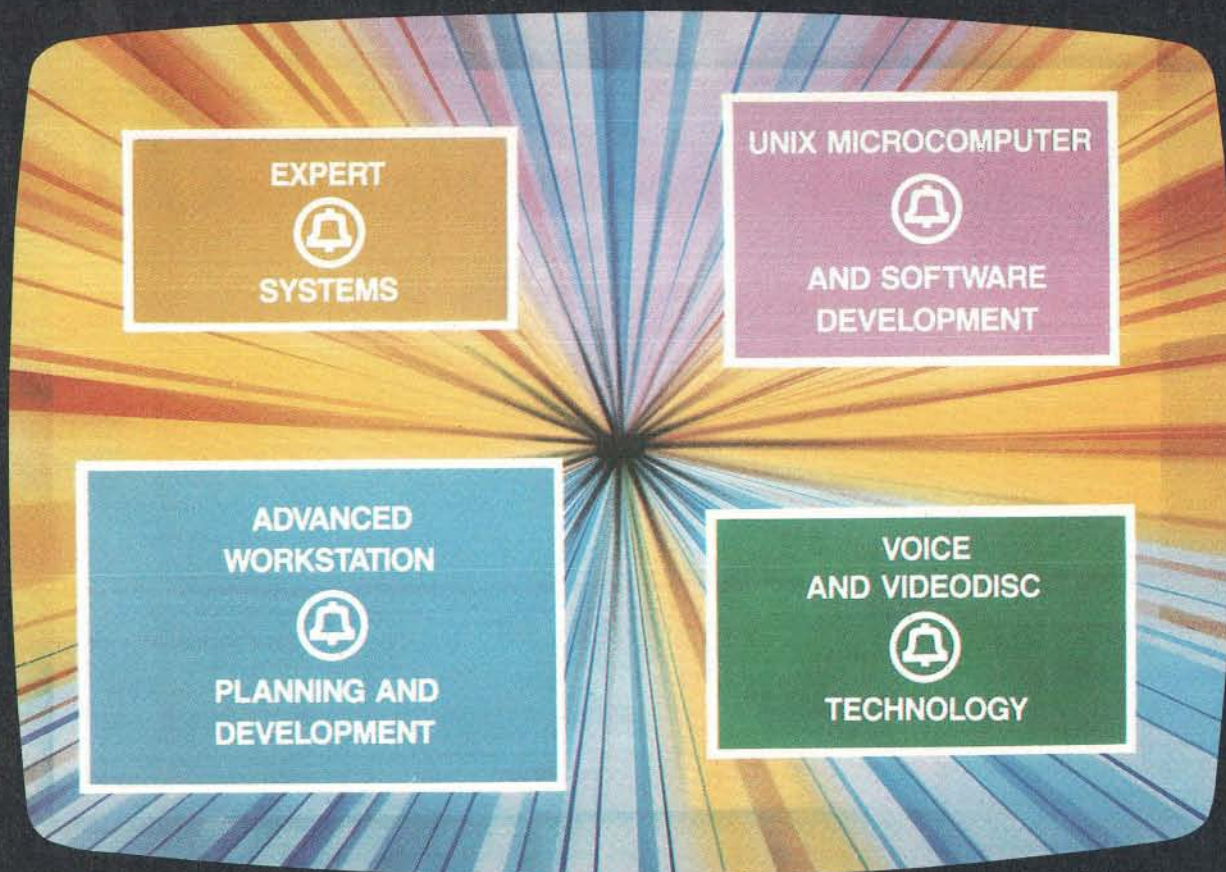 EXPERT
SYSTEMS
UNIX MICROCOMPUTER
AND SOFTWARE
DEVELOPMENT
ADVANCED
WORKSTATION
PLANNING AND
DEVELOPMENT
VOICE
AND VIDEODISC
TECHNOLOGY